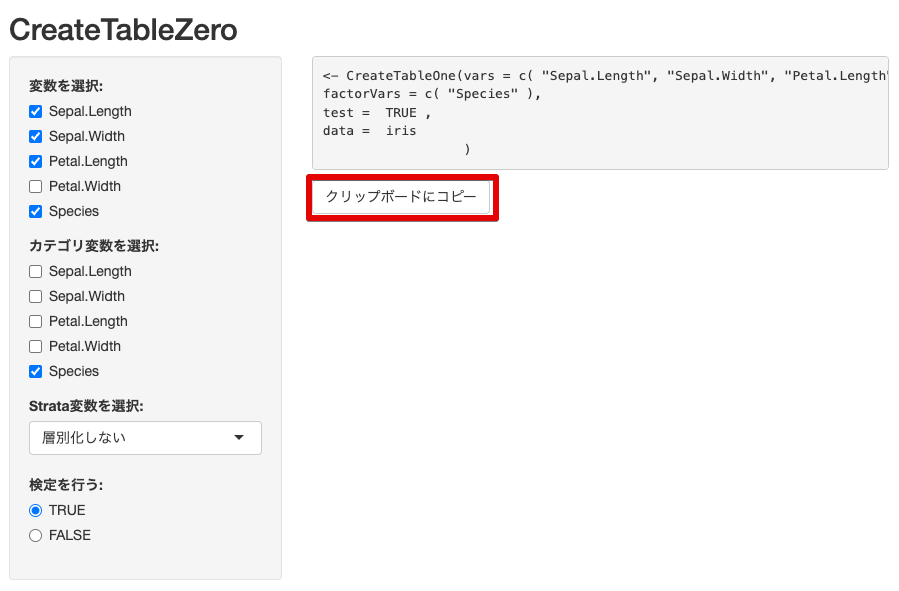 CreateTableZero
変数を選択:
Sepal.Length
Sepal.Width
Petal.Length
Petal.Width
Species
カテゴリ変数を選択:
Sepal.Length
Sepal.Width
Petal.Length
Petal.Width
Species
Strata変数を選択:
層別化しない
検定を行う:
TRUE
FALSE
<- CreateTableOne(vars = c( "Sepal.Length", "Sepal.Width", "Petal.Length"
factorVars = c( "Species" ),
test =  TRUE ,
data =  iris
)
クリップボードにコピー